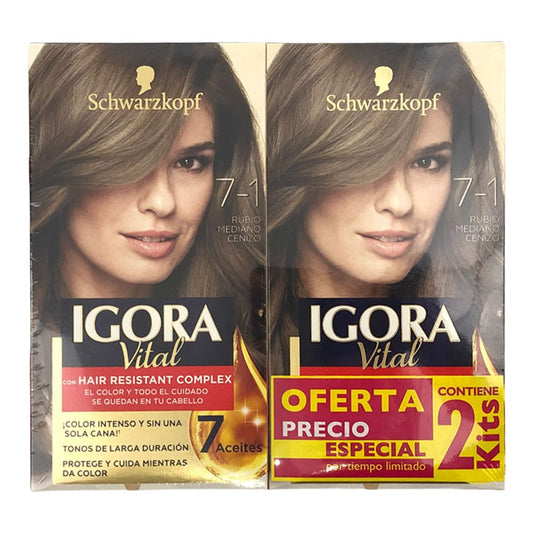 Schwarzkopf
7-1
RUBIO
MEDIANO
CENIZO
IGORA
Vital
CON HAIR RESISTANT COMPLEX
EL COLOR Y TODO EL CUIDADO
SE QUEDAN EN TU CABELLO
¡COLOR INTENSO Y SIN UNA
'SOLA CANA!'
TONOS DE LARGA DURACIÓN
PROTEGE Y CUIDA MIENTRAS
DA COLOR
7
Aceites
Schwarzkopf
7-1
RUBIO
MEDIANO
CENIZO
IGORA
Vital
OFERTA
PRECIO
ESPECIAL
por tiempo limitado
CONTIENE
2
Kits